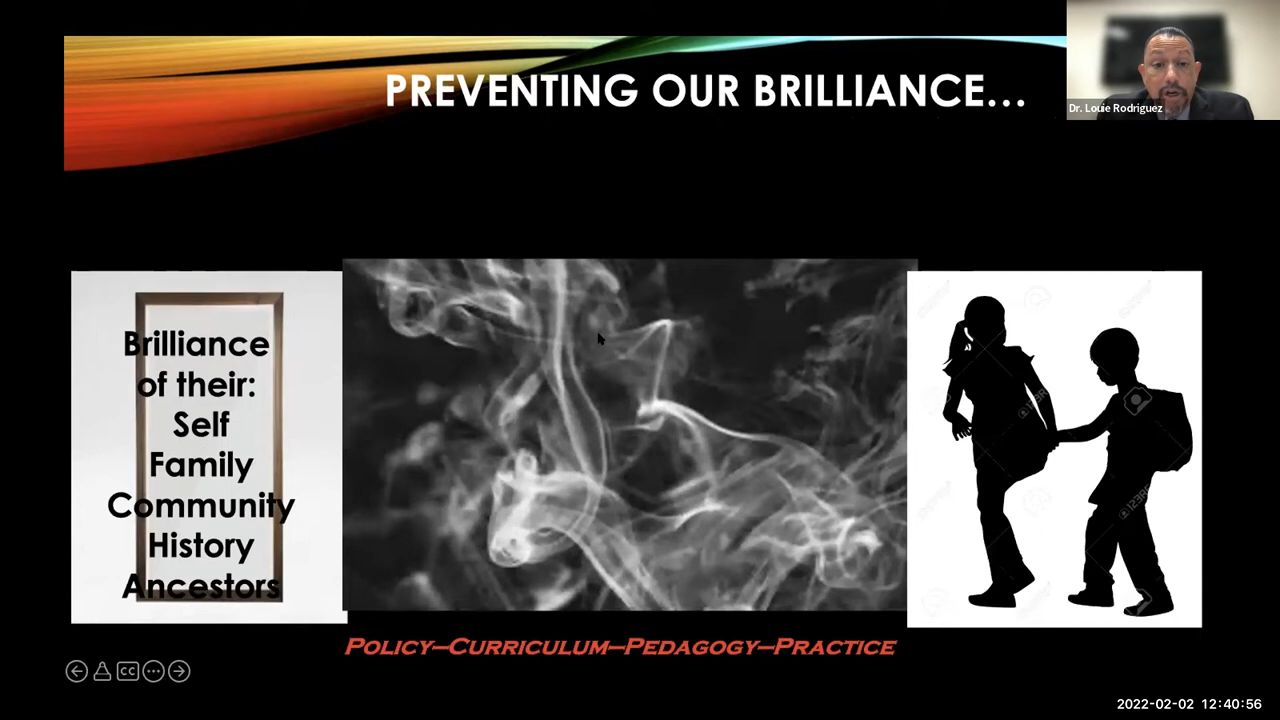 PREVENTING OUR BRILLIANCE...
Dr. Louie Rodriguez
Brilliance
of their:
Self
Family
Community
History
Ancestors
POLICY–CURRICULUM–PEDAGOGY–PRACTICE
CC
2022-02-02 12:40:56